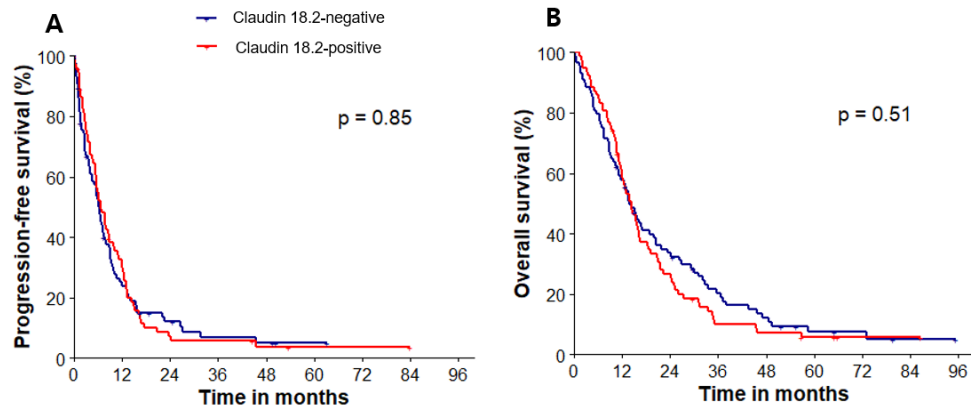 A
Claudin 18.2-negative
Claudin 18.2-positive
B
Progression-free survival (%)
100
80
60
40
20
0
p = 0.85
0 12 24 36 48 60 72 84 96
Time in months
Overall survival (%)
100
80
60
40
20
0
p = 0.51
0 12 24 36 48 60 72 84 96
Time in months